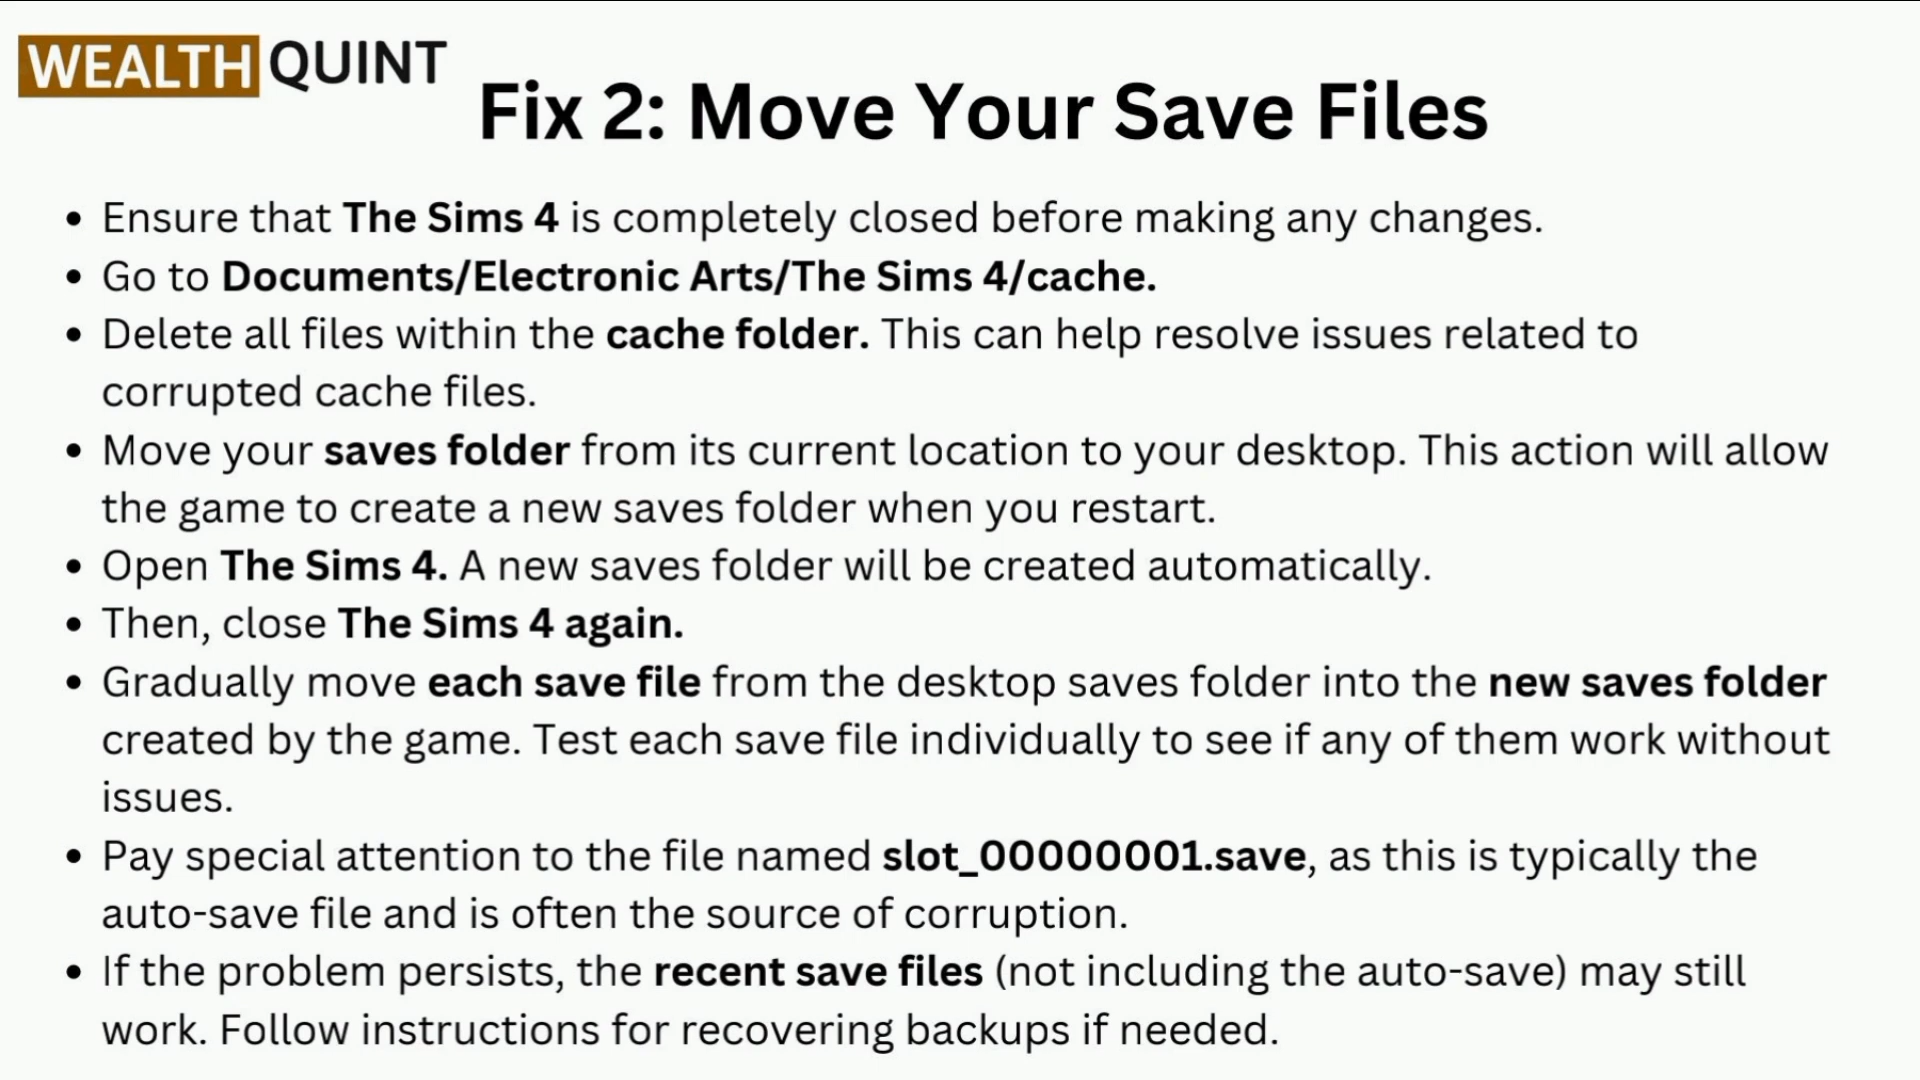 WEALTH QUINT
Fix 2: Move Your Save Files
• Ensure that The Sims 4 is completely closed before making any changes.
• Go to Documents/Electronic Arts/The Sims 4/cache.
• Delete all files within the cache folder. This can help resolve issues related to
corrupted cache files.
• Move your saves folder from its current location to your desktop. This action will allow
the game to create a new saves folder when you restart.
• Open The Sims 4. A new saves folder will be created automatically.
• Then, close The Sims 4 again.
• Gradually move each save file from the desktop saves folder into the new saves folder
created by the game. Test each save file individually to see if any of them work without
issues.
• Pay special attention to the file named slot_00000001.save, as this is typically the
auto-save file and is often the source of corruption.
• If the problem persists, the recent save files (not including the auto-save) may still
work. Follow instructions for recovering backups if needed.